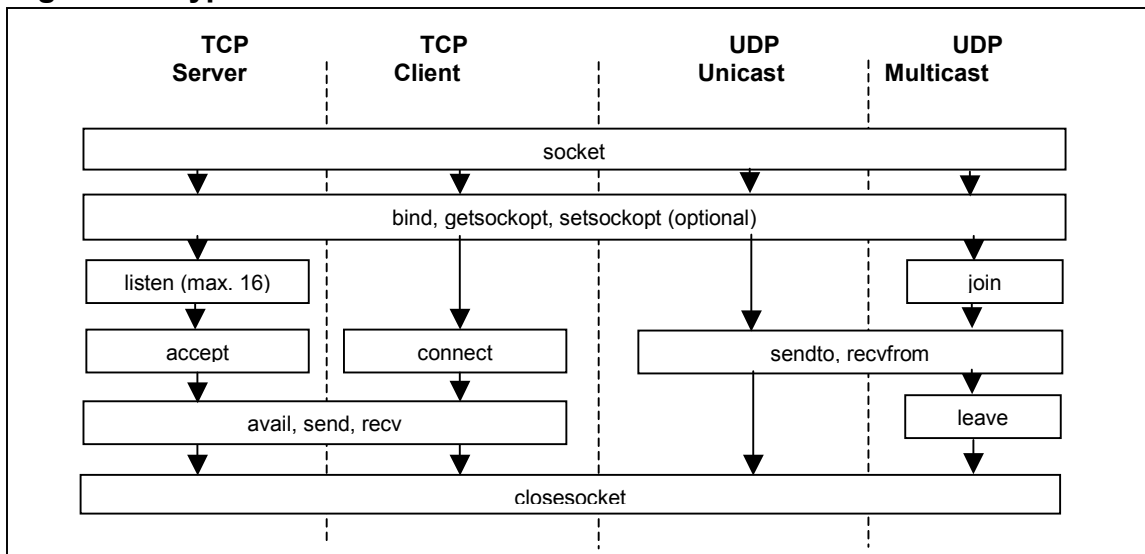 TCP Server
TCP Client
UDP Unicast
UDP Multicast
socket
bind, getsockopt, setsockopt (optional)
listen (max. 16)
join
accept
connect
sendto, recvfrom
avail, send, recv
leave
closesocket